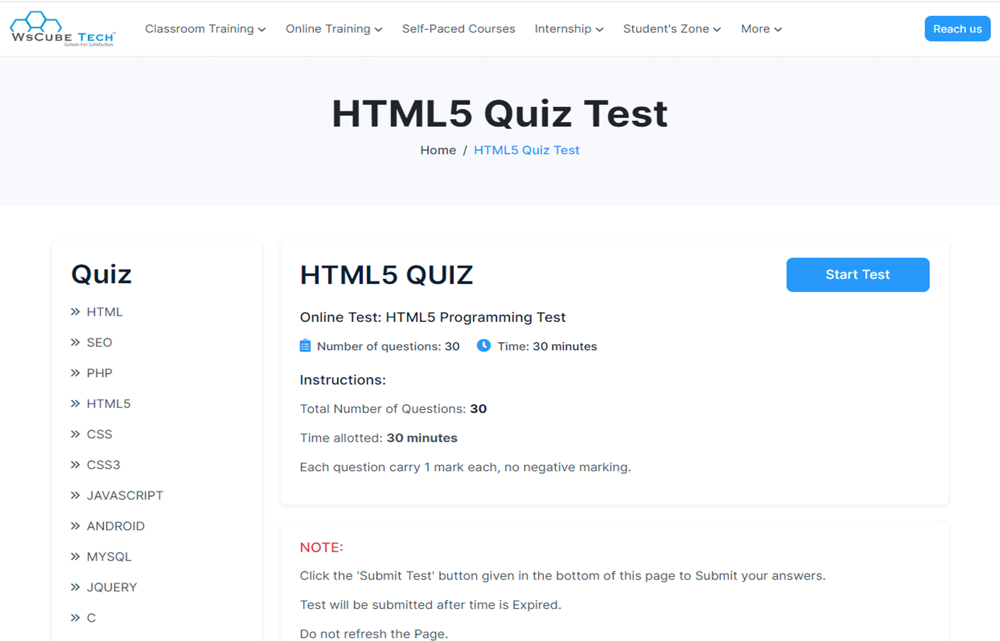 WsCube Tech™
System For Satisfaction
Classroom Training Online Training Self-Paced Courses Internship Student's Zone More Reach us
HTML5 Quiz Test
Home / HTML5 Quiz Test
Quiz
HTML
SEO
PHP
HTML5
CSS
CSS3
JAVASCRIPT
ANDROID
MYSQL
JQUERY
C
HTML5 QUIZ
Start Test
Online Test: HTML5 Programming Test
Number of questions: 30 Time: 30 minutes
Instructions:
Total Number of Questions: 30
Time allotted: 30 minutes
Each question carry 1 mark each, no negative marking.
NOTE:
Click the 'Submit Test' button given in the bottom of this page to Submit your answers.
Test will be submitted after time is Expired.
Do not refresh the Page.